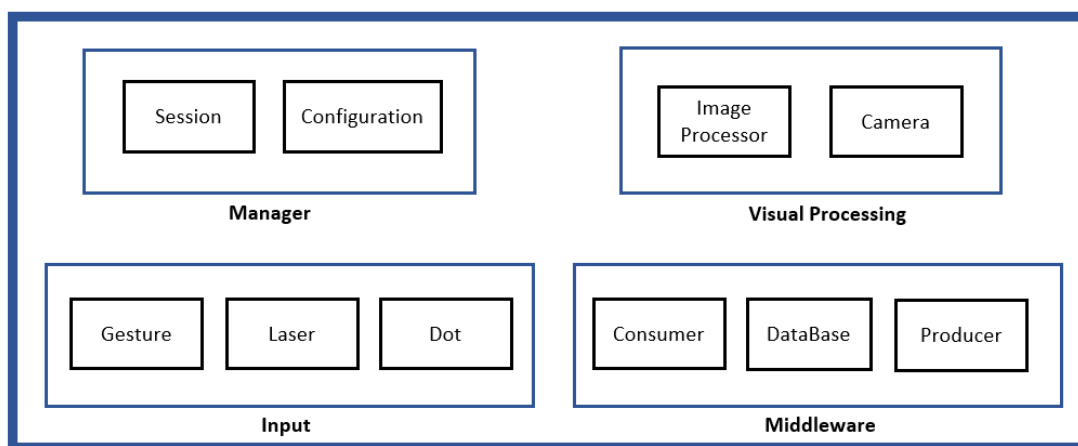 Session
Configuration
Image
Processor
Camera
Manager
Visual Processing
Gesture
Laser
Dot
Consumer
DataBase
Producer
Input
Middleware